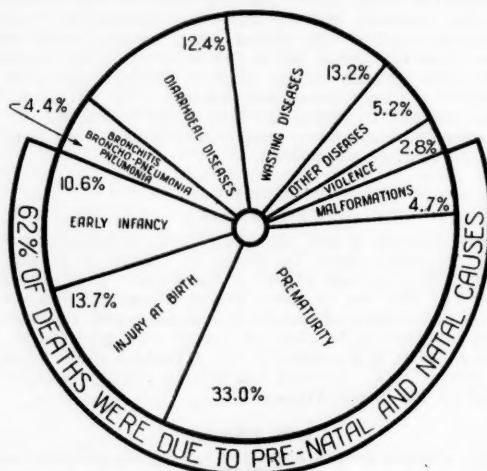 12.4%
DIARRHOEAL DISEASES
13.2%
WASTING DISEASES
5.2%
OTHER DISEASES
2.8%
VIOLENCE
4.7%
MALFORMATIONS
4.4%
BRONCHITIS
BRONCHO-PNEUMONIA
PNEUMONIA
10.6%
EARLY INFANCY
13.7%
INJURY AT BIRTH
33.0%
PREMATURITY
62% OF DEATHS WERE DUE TO PRE-NATAL AND NATAL CAUSES